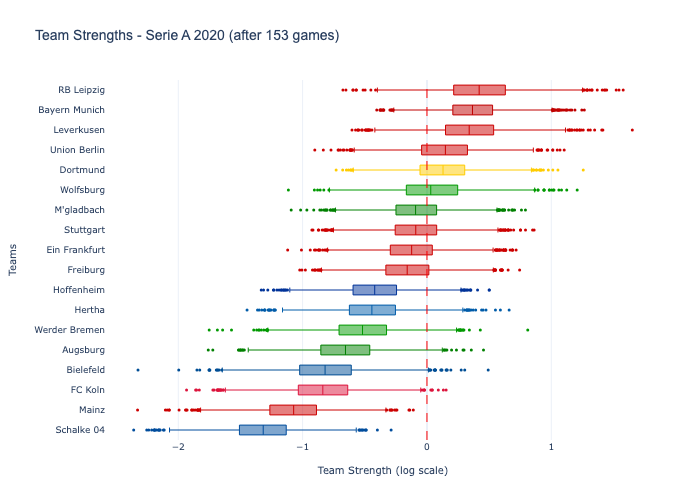 Team Strengths - Serie A 2020 (after 153 games)
RB Leipzig
Bayern Munich
Leverkusen
Union Berlin
Dortmund
Wolfsburg
M'gladbach
Stuttgart
Ein Frankfurt
Freiburg
Hoffenheim
Hertha
Werder Bremen
Augsburg
Bielefeld
FC Koln
Mainz
Schalke 04
Teams
−2 −1 0 1
Team Strength (log scale)